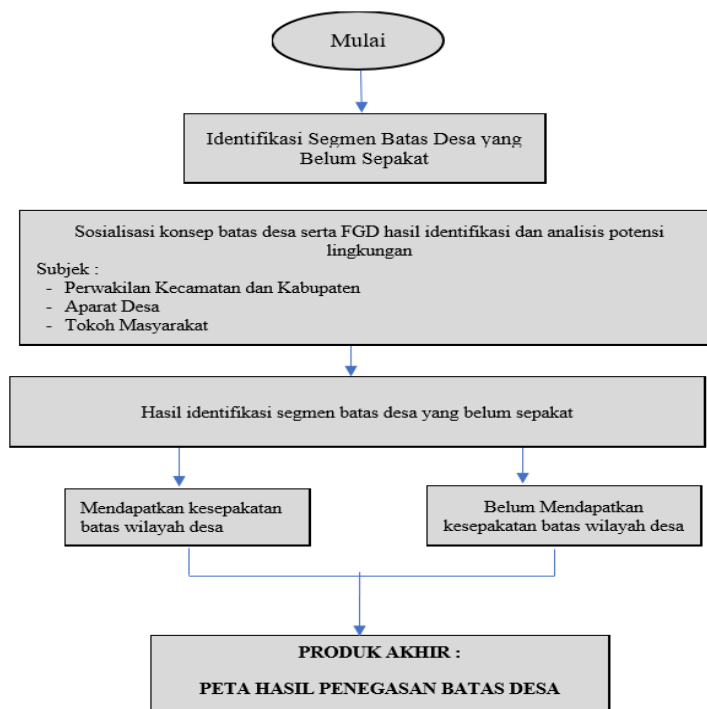 Mulai
Identifikasi Segmen Batas Desa yang
Belum Sepakat
Sosialisasi konsep batas desa serta FGD hasil identifikasi dan analisis potensi
lingkungan
Subjek :
- Perwakilan Kecamatan dan Kabupaten
- Aparat Desa
- Tokoh Masyarakat
Hasil identifikasi segmen batas desa yang belum sepakat
Mendapatkan kesepakatan
batas wilayah desa
Belum Mendapatkan
kesepakatan batas wilayah desa
PRODUK AKHIR :
PETA HASIL PENEGASAN BATAS DESA